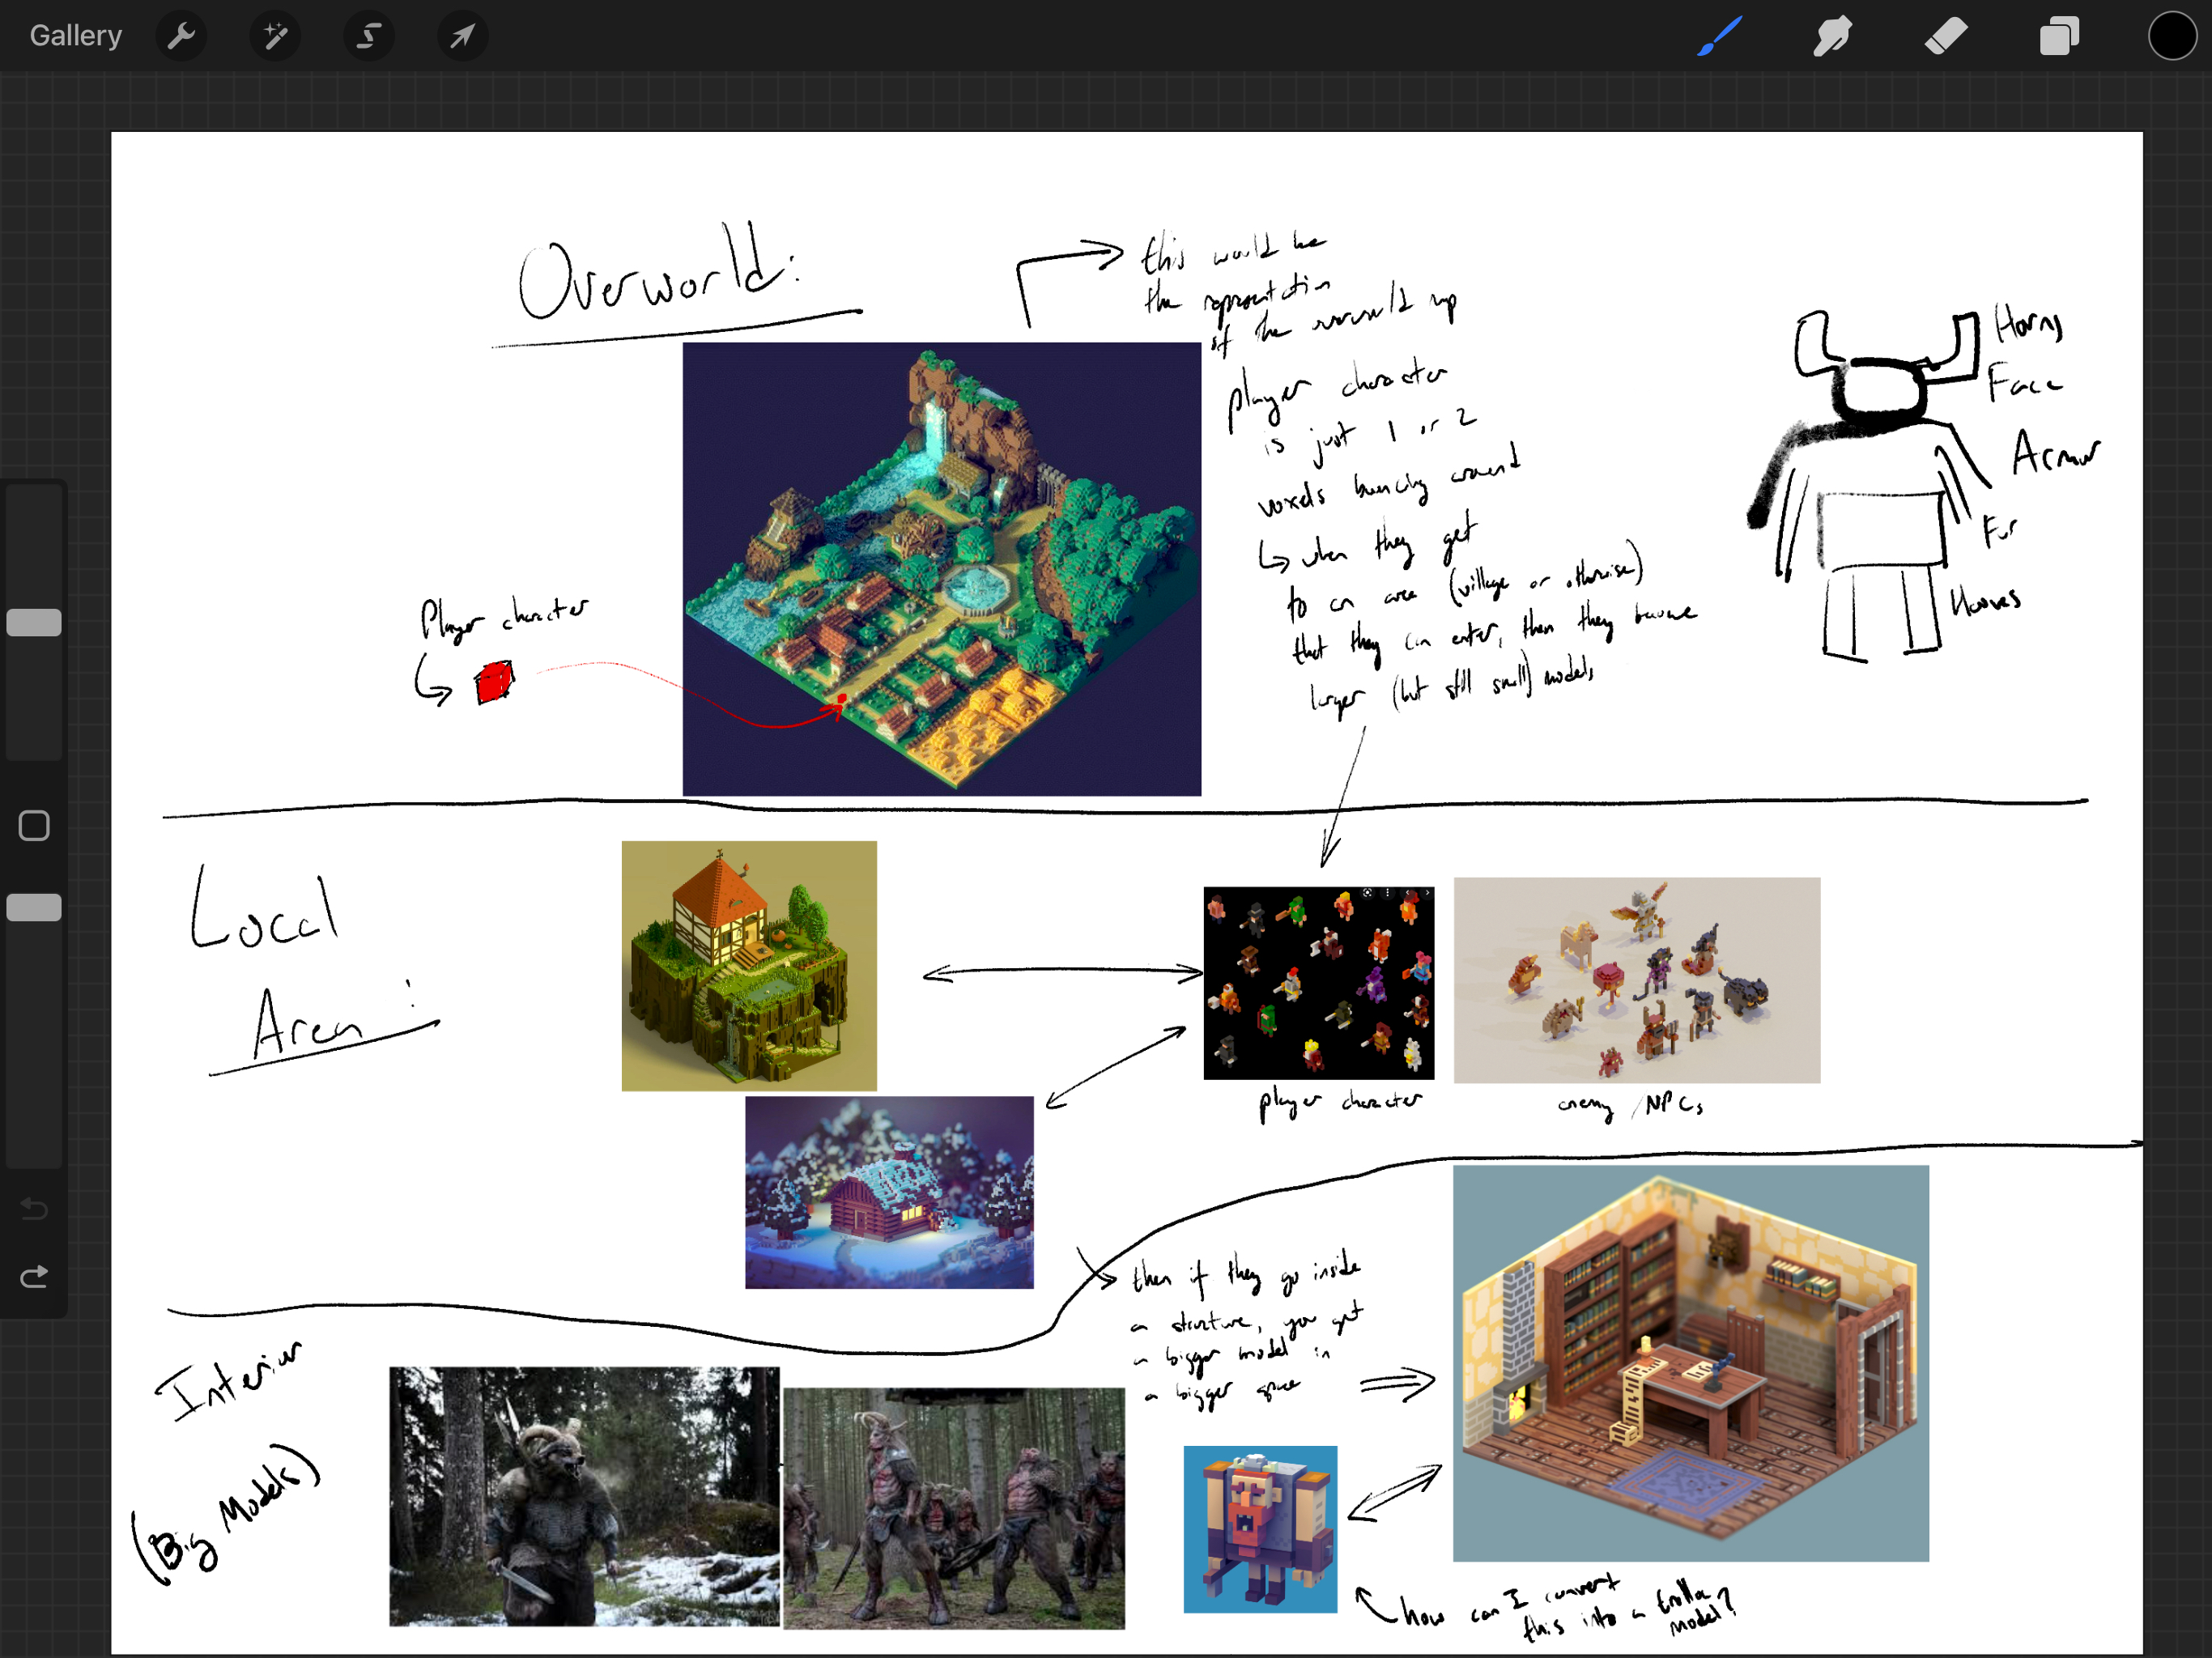 Gallery
Overworld:
this would be
the representation
of the overworld map
player character
is just 1 or 2
voxels bouncing around
↳ when they get
to an area (village or otherwise)
that they can enter, then they become
larger (but still small) models
Horns
Face
Armor
Fur
Hooves
Player character
Local
Area:
player character
enemy/NPCs
then if they go inside
a structure, you get
a bigger model in
a bigger space
Interior
(Big Models)
how can I convert
this into a trolloc
model?